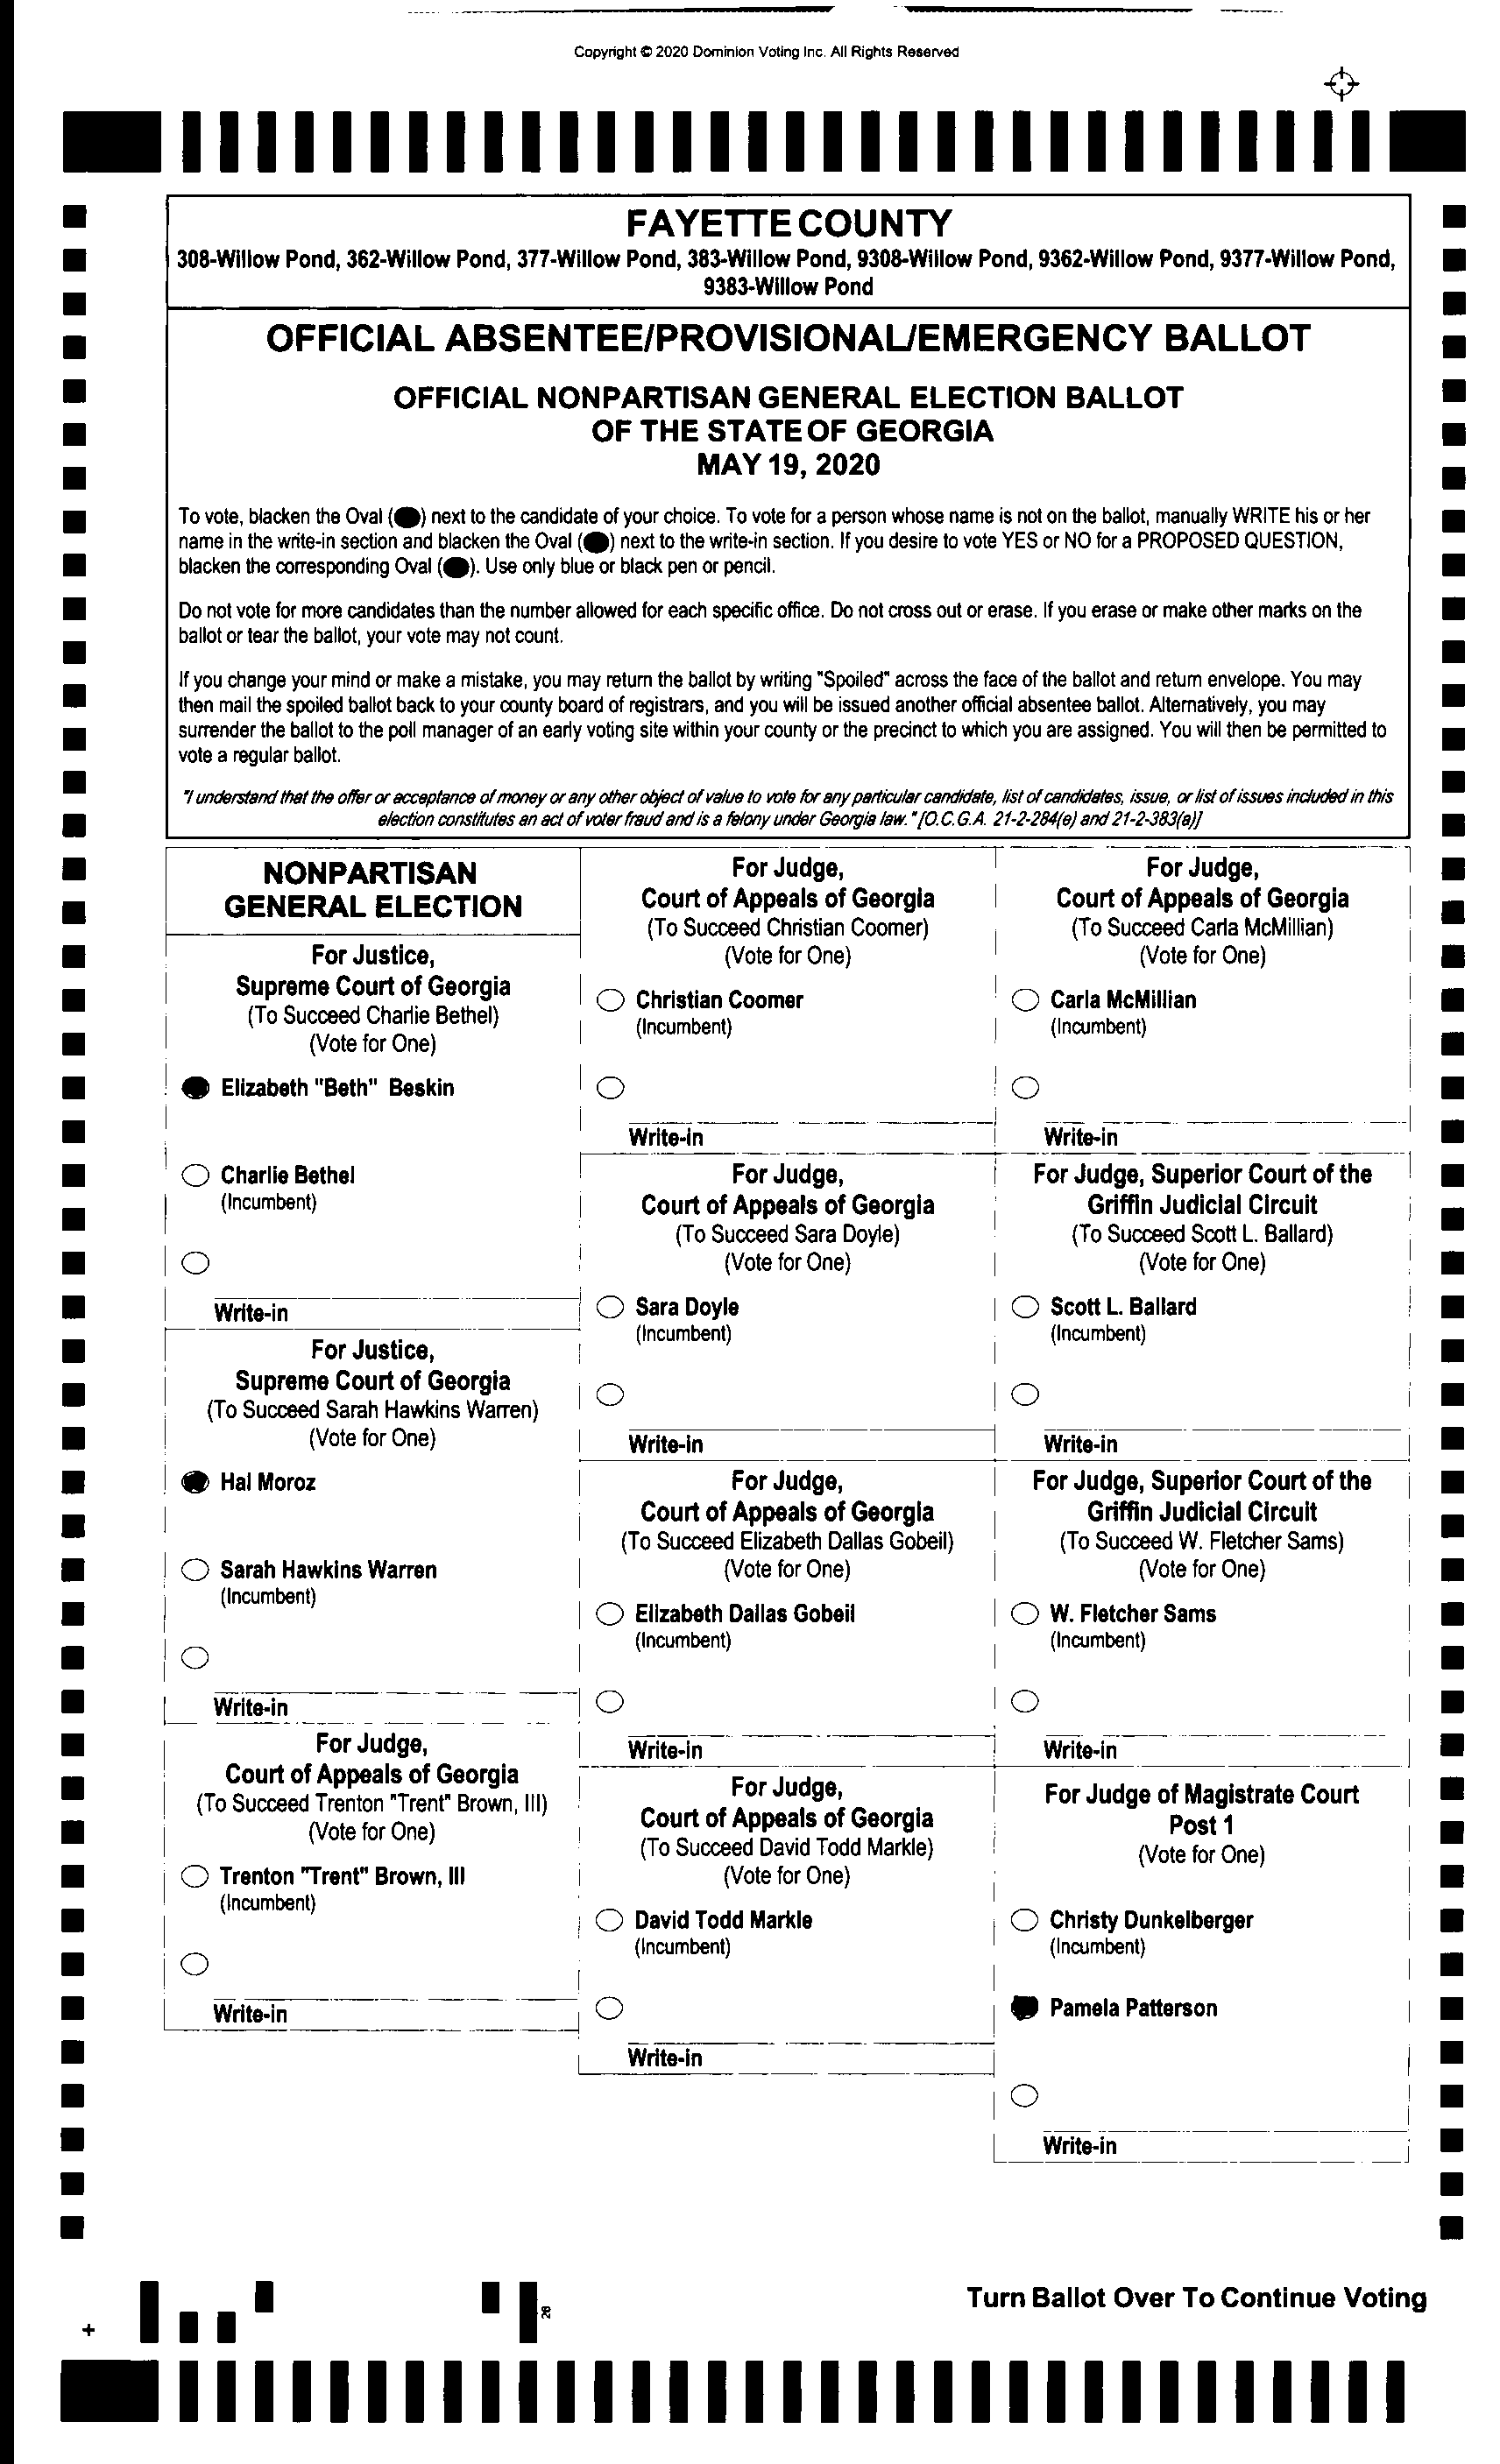 Copyright © 2020 Dominion Voting Inc. All Rights Reserved
FAYETTE COUNTY
308-Willow Pond, 362-Willow Pond, 377-Willow Pond, 383-Willow Pond, 9308-Willow Pond, 9362-Willow Pond, 9377-Willow Pond,
9383-Willow Pond
OFFICIAL ABSENTEE/PROVISIONAL/EMERGENCY BALLOT
OFFICIAL NONPARTISAN GENERAL ELECTION BALLOT
OF THE STATE OF GEORGIA
MAY 19, 2020
To vote, blacken the Oval (●) next to the candidate of your choice. To vote for a person whose name is not on the ballot, manually WRITE his or her
name in the write-in section and blacken the Oval (●) next to the write-in section. If you desire to vote YES or NO for a PROPOSED QUESTION,
blacken the corresponding Oval (●). Use only blue or black pen or pencil.
Do not vote for more candidates than the number allowed for each specific office. Do not cross out or erase. If you erase or make other marks on the
ballot or tear the ballot, your vote may not count.
If you change your mind or make a mistake, you may return the ballot by writing "Spoiled" across the face of the ballot and return envelope. You may
then mail the spoiled ballot back to your county board of registrars, and you will be issued another official absentee ballot. Alternatively, you may
surrender the ballot to the poll manager of an early voting site within your county or the precinct to which you are assigned. You will then be permitted to
vote a regular ballot.
"I understand that the offer or acceptance of money or any other object of value to vote for any particular candidate, list of candidates, issue, or list of issues included in this
election constitutes an act of voter fraud and is a felony under Georgia law. "[O.C.G.A. 21-2-284(e) and 21-2-383(a)]
NONPARTISAN
GENERAL ELECTION
For Justice,
Supreme Court of Georgia
(To Succeed Charlie Bethel)
(Vote for One)
Elizabeth "Beth" Beskin
Charlie Bethel
(Incumbent)
Write-in
For Justice,
Supreme Court of Georgia
(To Succeed Sarah Hawkins Warren)
(Vote for One)
Hal Moroz
Sarah Hawkins Warren
(Incumbent)
Write-in
For Judge,
Court of Appeals of Georgia
(To Succeed Trenton "Trent" Brown, III)
(Vote for One)
Trenton "Trent" Brown, III
(Incumbent)
Write-in
For Judge,
Court of Appeals of Georgia
(To Succeed Christian Coomer)
(Vote for One)
Christian Coomer
(Incumbent)
Write-in
For Judge,
Court of Appeals of Georgia
(To Succeed Sara Doyle)
(Vote for One)
Sara Doyle
(Incumbent)
Write-in
For Judge,
Court of Appeals of Georgia
(To Succeed Elizabeth Dallas Gobeil)
(Vote for One)
Elizabeth Dallas Gobeil
(Incumbent)
Write-in
For Judge,
Court of Appeals of Georgia
(To Succeed David Todd Markle)
(Vote for One)
David Todd Markle
(Incumbent)
Write-in
For Judge,
Court of Appeals of Georgia
(To Succeed Carla McMillian)
(Vote for One)
Carla McMillian
(Incumbent)
Write-in
For Judge, Superior Court of the
Griffin Judicial Circuit
(To Succeed Scott L. Ballard)
(Vote for One)
Scott L. Ballard
(Incumbent)
Write-in
For Judge, Superior Court of the
Griffin Judicial Circuit
(To Succeed W. Fletcher Sams)
(Vote for One)
W. Fletcher Sams
(Incumbent)
Write-in
For Judge of Magistrate Court
Post 1
(Vote for One)
Christy Dunkelberger
(Incumbent)
Pamela Patterson
Write-in
Turn Ballot Over To Continue Voting
28